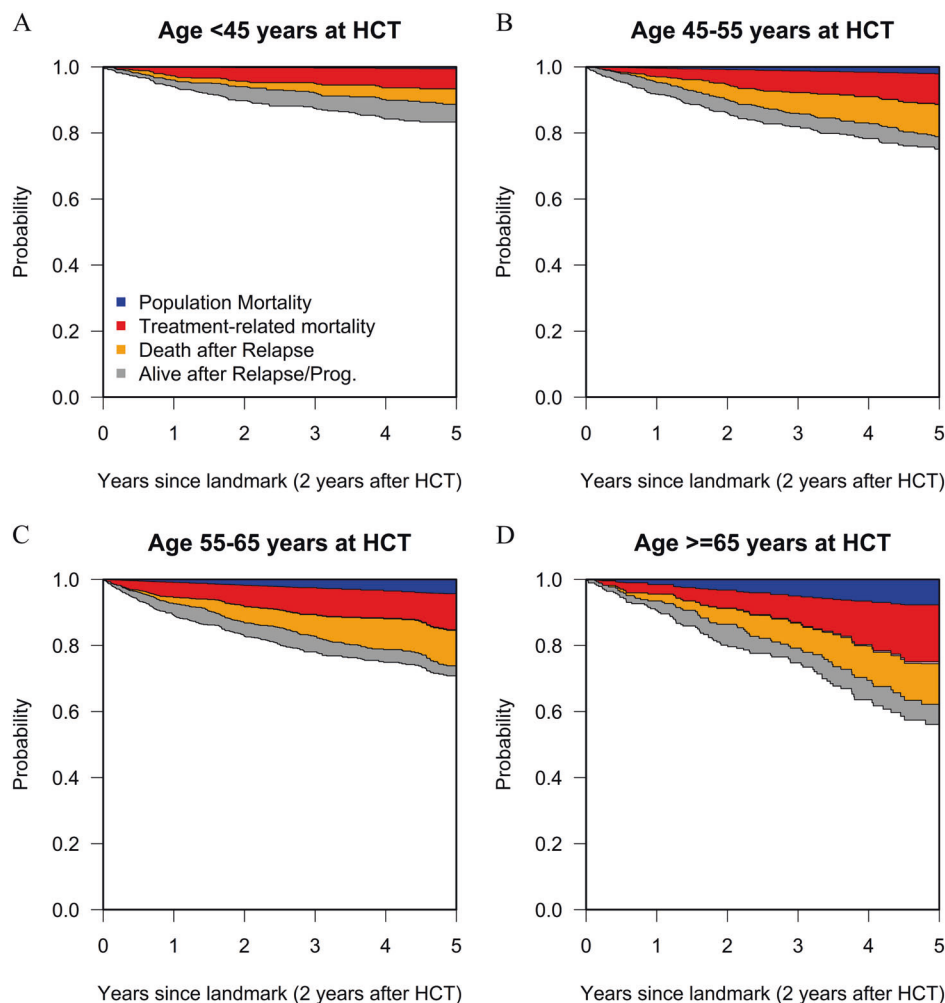 A
Age <45 years at HCT
Probability
1.0
0.8
0.6
0.4
0.2
0.0
Population Mortality
Treatment-related mortality
Death after Relapse
Alive after Relapse/Prog.
0 1 2 3 4 5
Years since landmark (2 years after HCT)
B
Age 45-55 years at HCT
Probability
1.0
0.8
0.6
0.4
0.2
0.0
0 1 2 3 4 5
Years since landmark (2 years after HCT)
C
Age 55-65 years at HCT
Probability
1.0
0.8
0.6
0.4
0.2
0.0
0 1 2 3 4 5
Years since landmark (2 years after HCT)
D
Age >=65 years at HCT
Probability
1.0
0.8
0.6
0.4
0.2
0.0
0 1 2 3 4 5
Years since landmark (2 years after HCT)